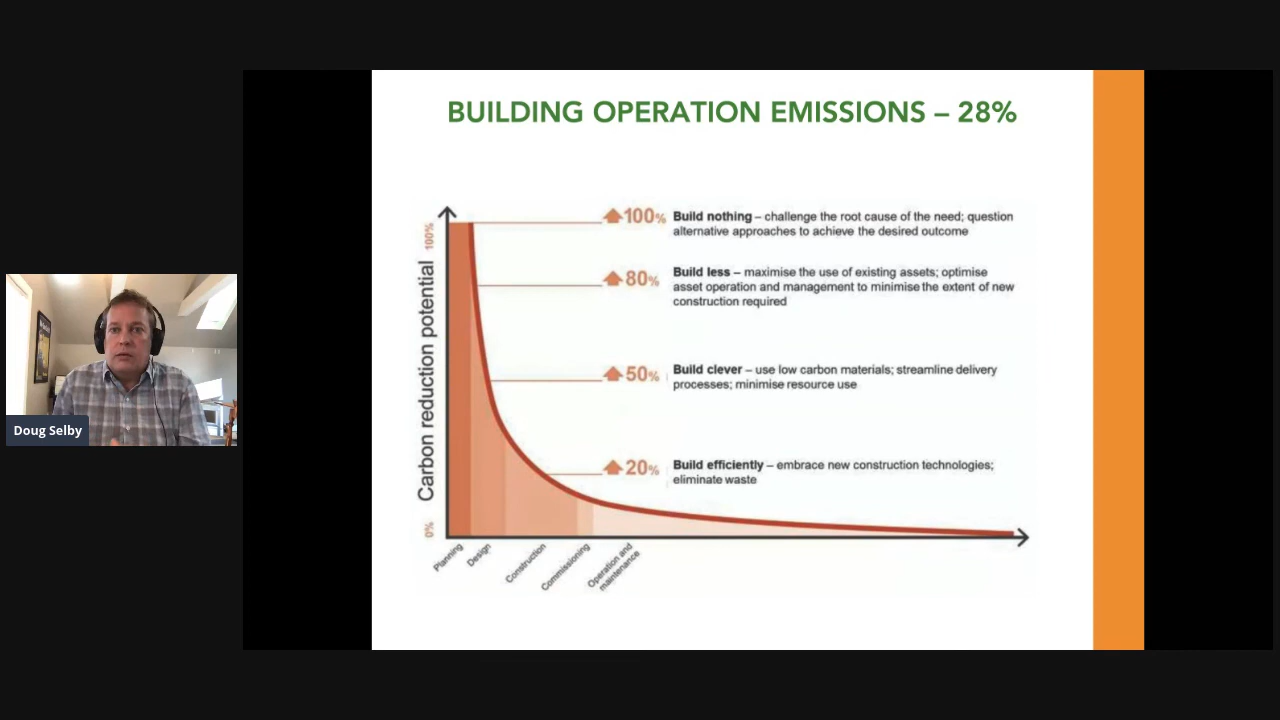 BUILDING OPERATION EMISSIONS – 28%
Carbon reduction potential
100%
0%
100% Build nothing – challenge the root cause of the need; question
alternative approaches to achieve the desired outcome
80% Build less – maximise the use of existing assets; optimise
asset operation and management to minimise the extent of new
construction required
50% Build clever – use low carbon materials; streamline delivery
processes; minimise resource use
20% Build efficiently – embrace new construction technologies;
eliminate waste
Planning
Design
Construction
Commissioning
Operation and
maintenance
Doug Selby